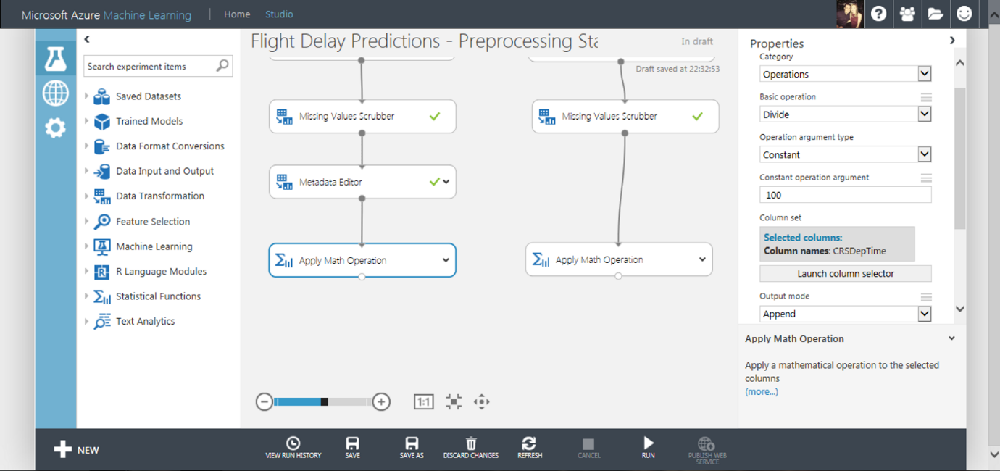 Microsoft Azure Machine Learning | Home Studio
Flight Delay Predictions - Preprocessing Sta
In draft
Draft saved at 22:32:53
Search experiment items
Saved Datasets
Trained Models
Data Format Conversions
Data Input and Output
Data Transformation
Feature Selection
Machine Learning
R Language Modules
Statistical Functions
Text Analytics
Missing Values Scrubber
Missing Values Scrubber
Metadata Editor
Apply Math Operation
Apply Math Operation
1:1
Properties
Category
Operations
Basic operation
Divide
Operation argument type
Constant
Constant operation argument
100
Column set
Selected columns:
Column names: CRSDepTime
Launch column selector
Output mode
Append
Apply Math Operation
Apply a mathematical operation to the selected
columns
(more...)
NEW
VIEW RUN HISTORY
SAVE
SAVE AS
DISCARD CHANGES
REFRESH
CANCEL
RUN
PUBLISH WEB
SERVICE